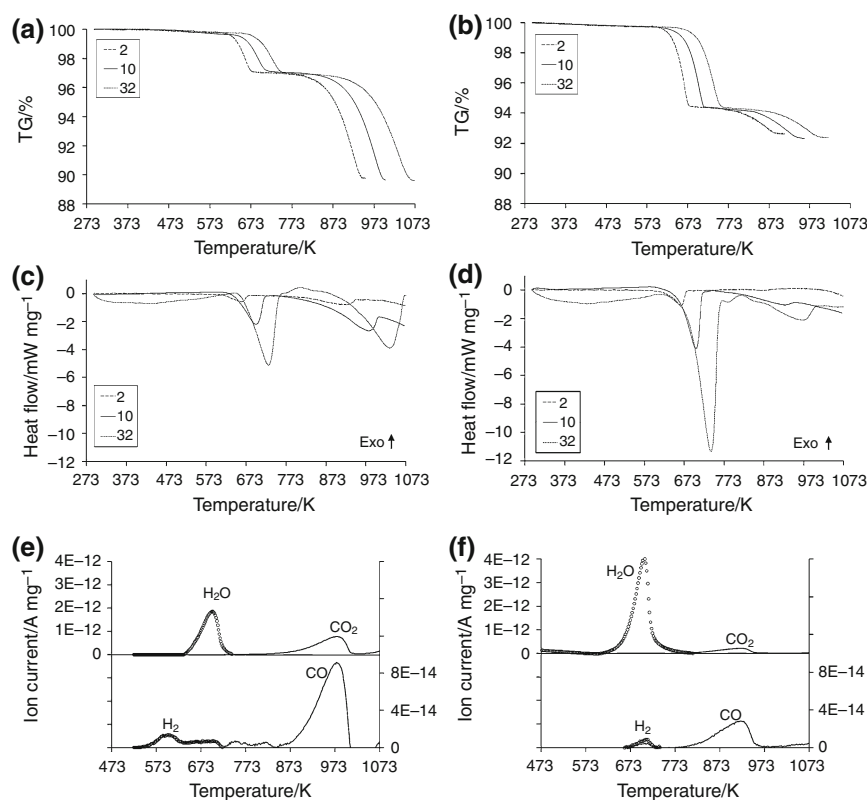 (a)
100
98
96
94
92
90
88
TG/%
2
10
32
273 373 473 573 673 773 873 973 1073
Temperature/K
(b)
100
98
96
94
92
90
88
TG/%
2
10
32
273 373 473 573 673 773 873 973 1073
Temperature/K
(c)
0
–2
–4
–6
–8
–10
–12
Heat flow/mW mg–1
2
10
32
Exo
273 373 473 573 673 773 873 973 1073
Temperature/K
(d)
0
–2
–4
–6
–8
–10
–12
Heat flow/mW mg–1
2
10
32
Exo
273 373 473 573 673 773 873 973 1073
Temperature/K
(e)
4E–12
3E–12
2E–12
1E–12
0
Ion current/A mg–1
H2O
CO2
CO
H2
8E–14
4E–14
0
473 573 673 773 873 973 1073
Temperature/K
(f)
4E–12
3E–12
2E–12
1E–12
0
Ion current/A mg–1
H2O
CO2
CO
H2
8E–14
4E–14
0
473 573 673 773 873 973 1073
Temperature/K